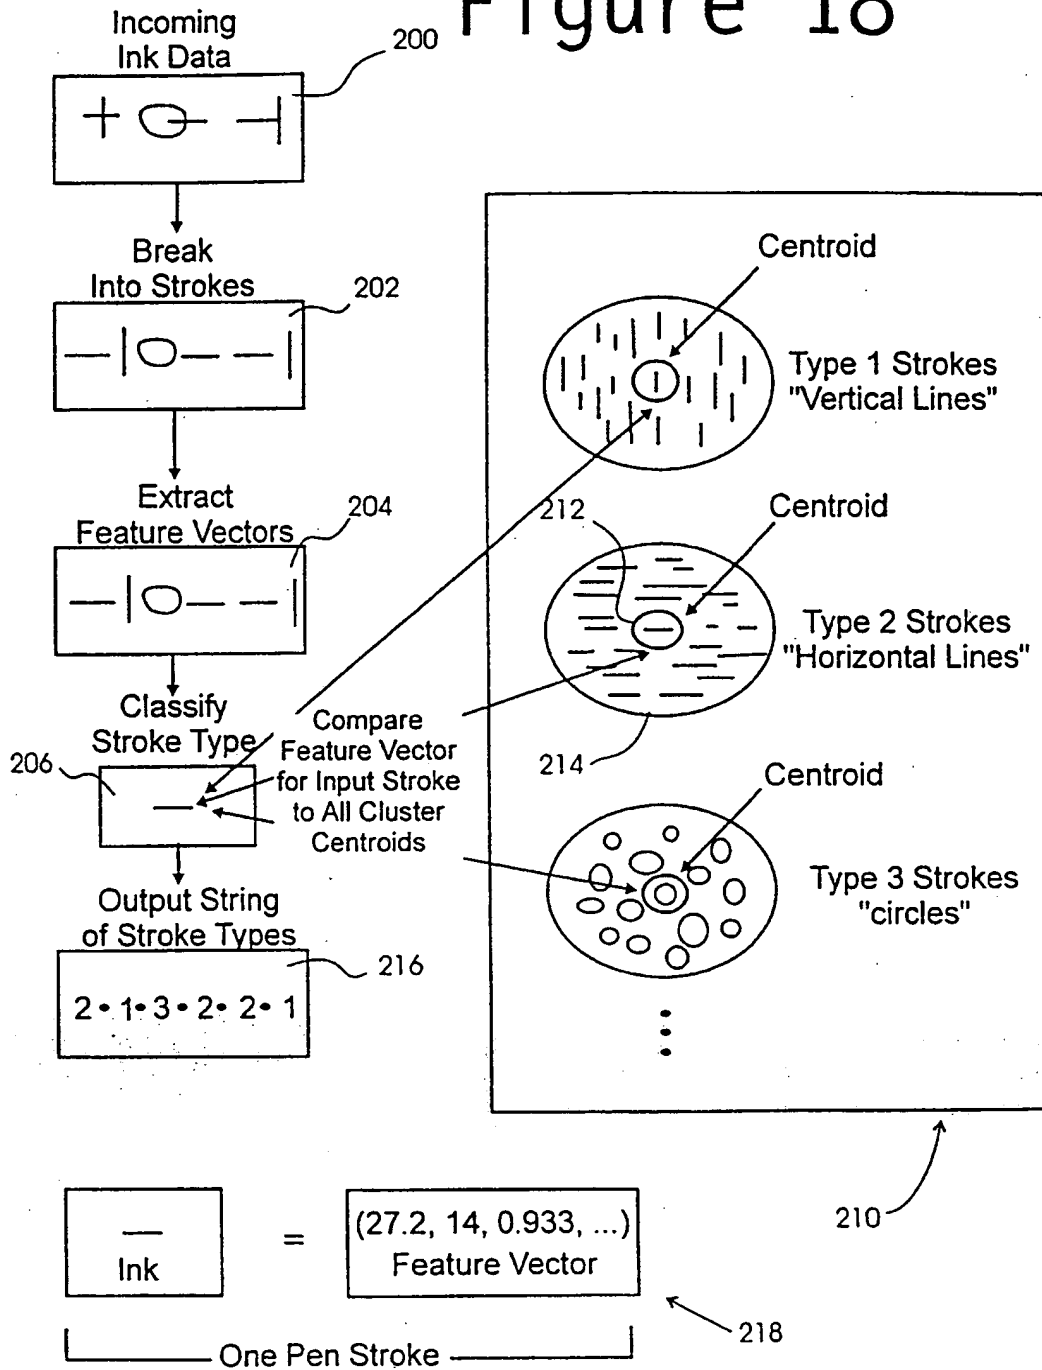 Figure 18
Incoming
Ink Data
200
Break
Into Strokes
202
Extract
Feature Vectors
204
Classify
Stroke Type
206
Compare
Feature Vector
for Input Stroke
to All Cluster
Centroids
Output String
of Stroke Types
216
2 • 1 • 3 • 2 • 2 • 1
Centroid
Type 1 Strokes
"Vertical Lines"
212
Centroid
Type 2 Strokes
"Horizontal Lines"
214
Centroid
Type 3 Strokes
"circles"
210
Ink
=
(27.2, 14, 0.933, ...)
Feature Vector
218
One Pen Stroke